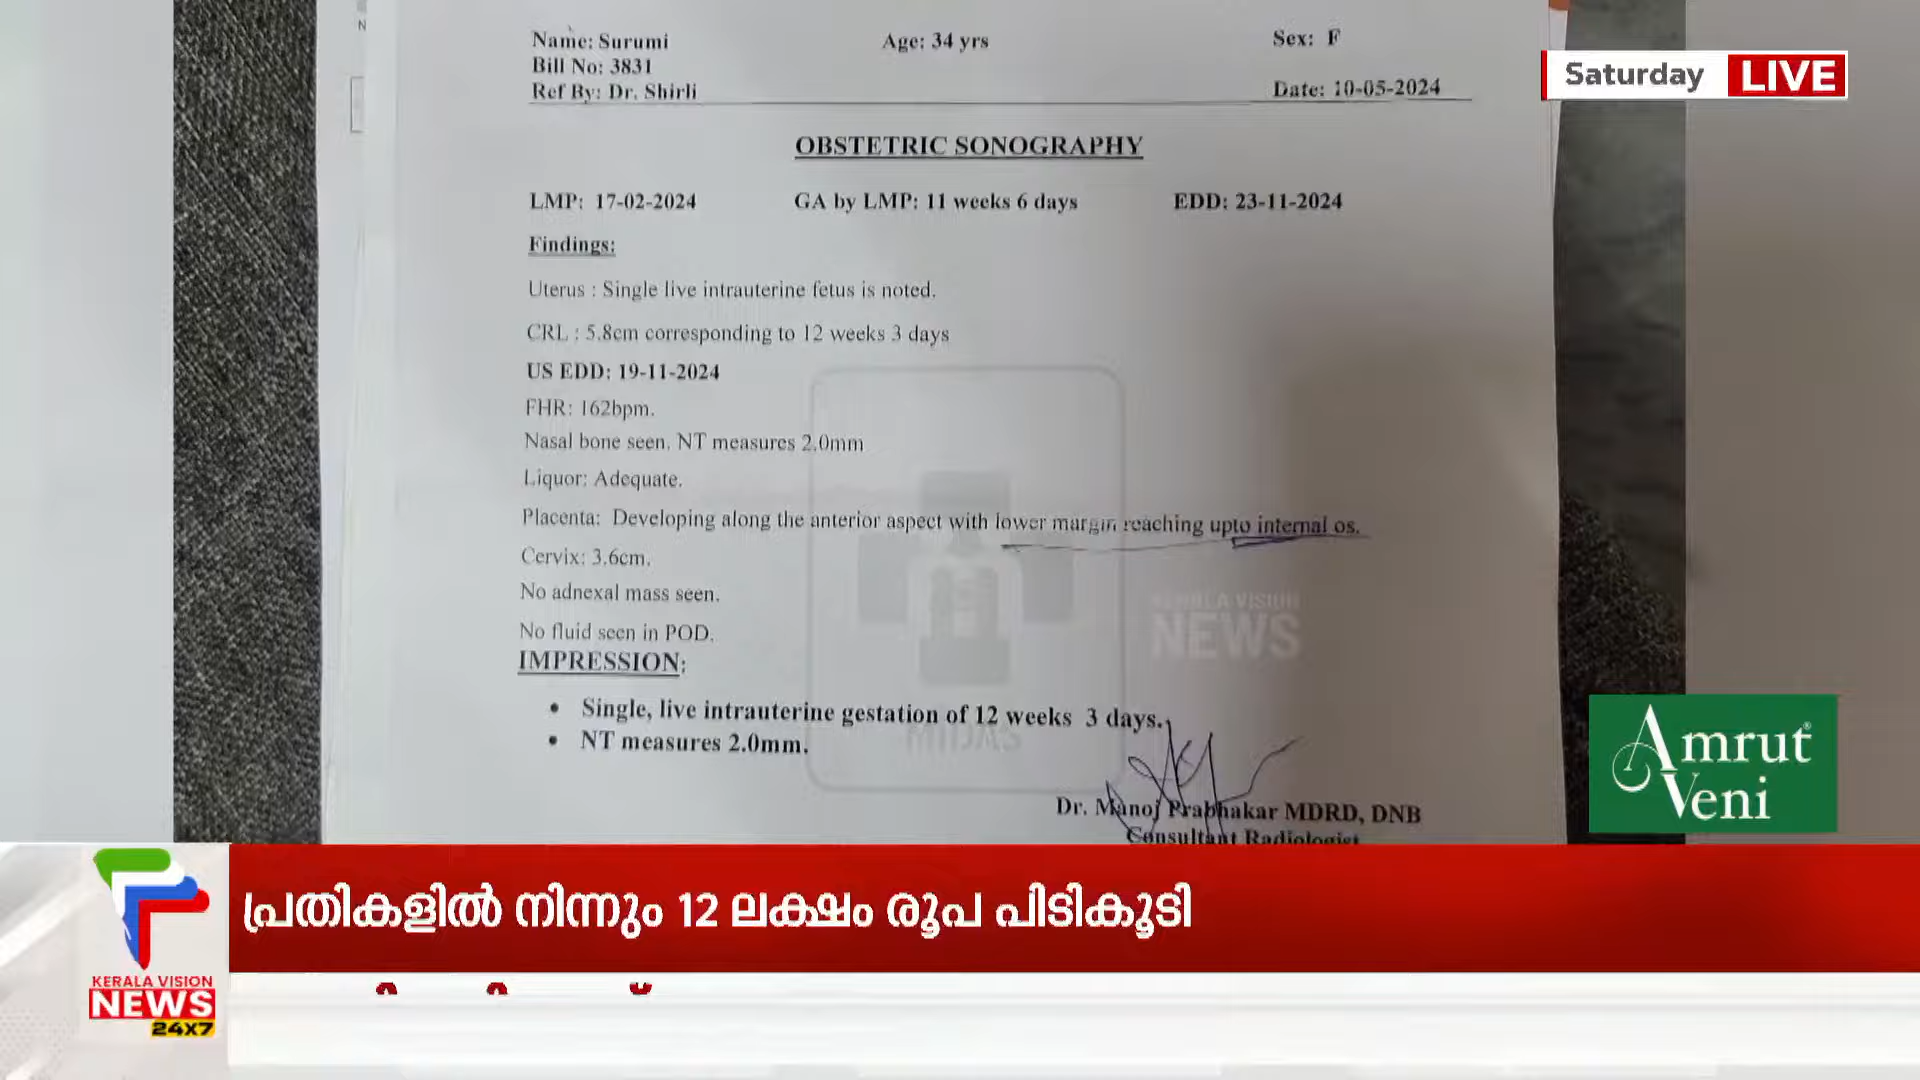 Name: Surumi Age: 34 yrs Sex: F
Bill No: 3831
Ref By: Dr. Shirli Date: 10-05-2024
OBSTETRIC SONOGRAPHY
LMP: 17-02-2024 GA by LMP: 11 weeks 6 days EDD: 23-11-2024
Findings:
Uterus : Single live intrauterine fetus is noted.
CRL : 5.8cm corresponding to 12 weeks 3 days
US EDD: 19-11-2024
FHR: 162bpm.
Nasal bone seen. NT measures 2.0mm
Liquor: Adequate.
Placenta: Developing along the anterior aspect with lower margin reaching upto internal os.
Cervix: 3.6cm.
No adnexal mass seen.
No fluid seen in POD.
IMPRESSION:
• Single, live intrauterine gestation of 12 weeks 3 days.
• NT measures 2.0mm.
MIDAS
Dr. Manoj Prabhakar MDRD, DNB
Consultant Radiologist
Saturday LIVE
KERALA VISION
NEWS
Amrut
Veni
പ്രതികളിൽ നിന്നും 12 ലക്ഷം രൂപ പിടികൂടി
KERALA VISION
NEWS
24X7